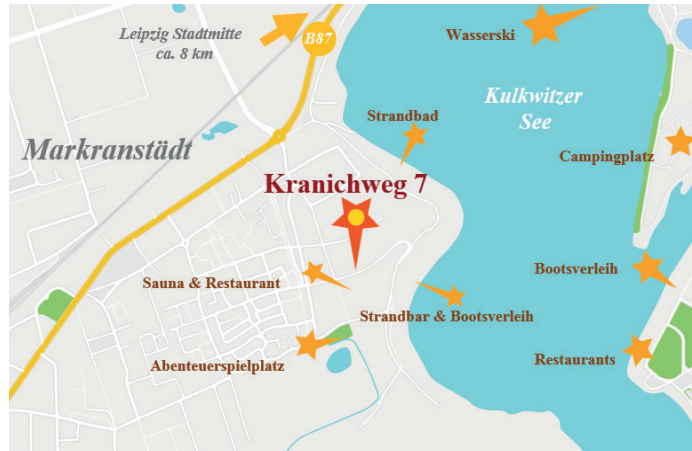 Leipzig Stadtmitte
ca. 8 km
B87
Wasserski
Kulkwitzer
See
Strandbad
Markranstädt
Campingplatz
Kranichweg 7
Sauna & Restaurant
Bootsverleih
Strandbar & Bootsverleih
Abenteuerspielplatz
Restaurants